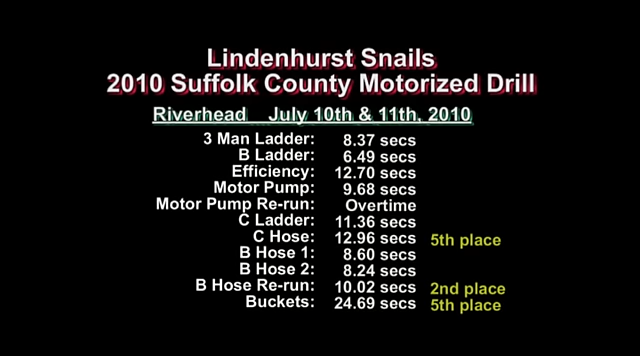 Lindenhurst Snails
2010 Suffolk County Motorized Drill
Riverhead July 10th & 11th, 2010
3 Man Ladder: 8.37 secs
B Ladder: 6.49 secs
Efficiency: 12.70 secs
Motor Pump: 9.68 secs
Motor Pump Re-run: Overtime
C Ladder: 11.36 secs
C Hose: 12.96 secs 5th place
B Hose 1: 8.60 secs
B Hose 2: 8.24 secs
B Hose Re-run: 10.02 secs 2nd place
Buckets: 24.69 secs 5th place